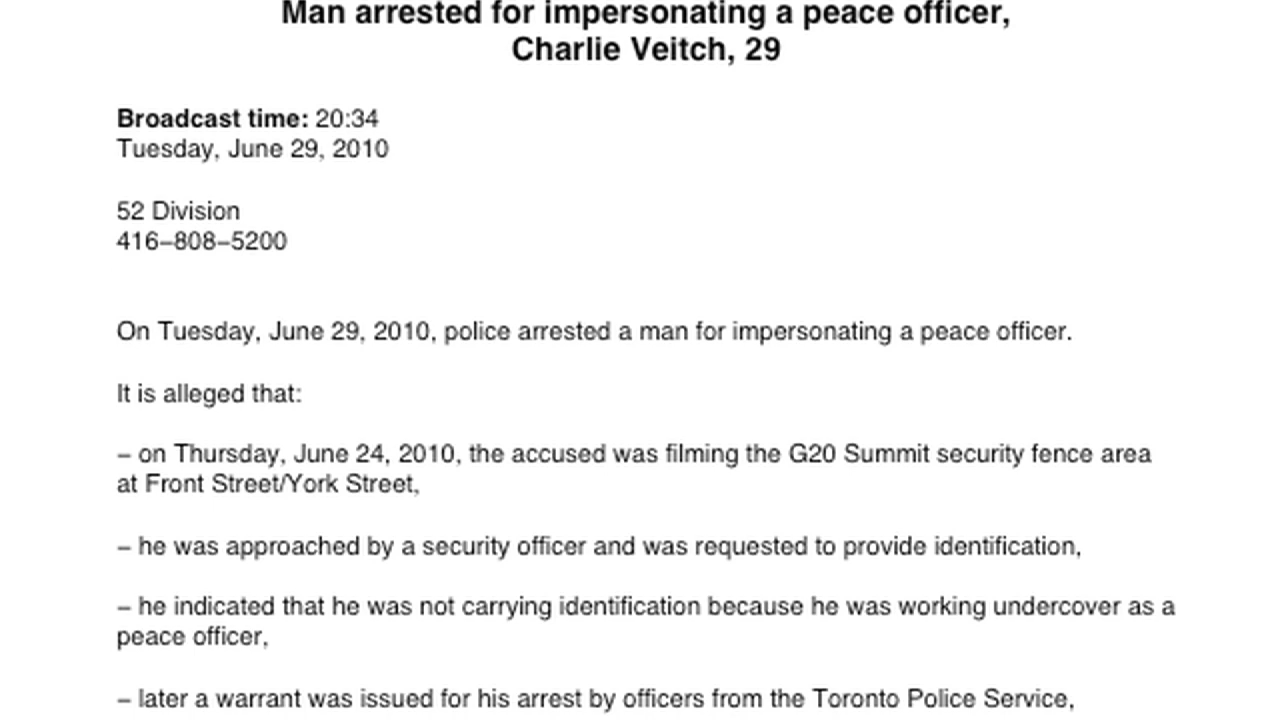 Man arrested for impersonating a peace officer,
Charlie Veitch, 29
Broadcast time: 20:34
Tuesday, June 29, 2010
52 Division
416–808–5200
On Tuesday, June 29, 2010, police arrested a man for impersonating a peace officer.
It is alleged that:
– on Thursday, June 24, 2010, the accused was filming the G20 Summit security fence area
at Front Street/York Street,
– he was approached by a security officer and was requested to provide identification,
– he indicated that he was not carrying identification because he was working undercover as a
peace officer,
– later a warrant was issued for his arrest by officers from the Toronto Police Service,